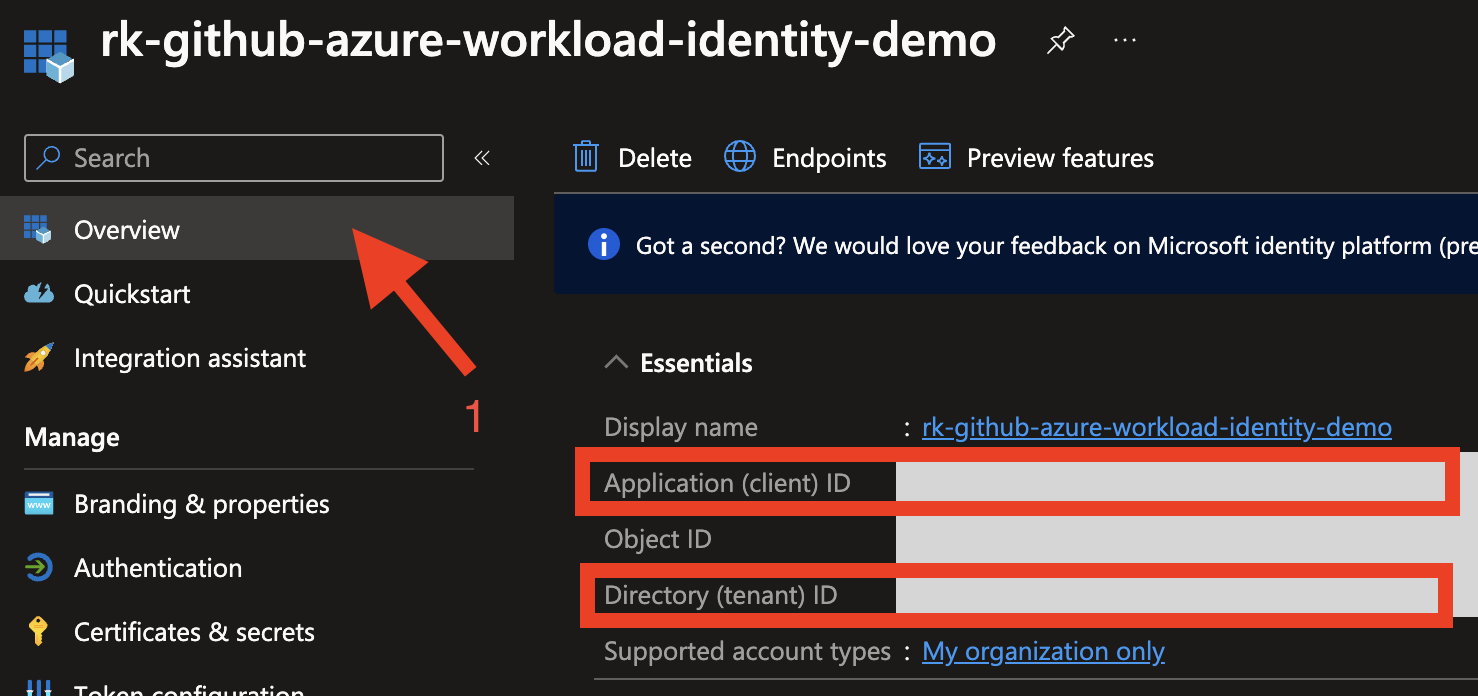 rk-github-azure-workload-identity-demo
Search
Delete
Endpoints
Preview features
Overview
Got a second? We would love your feedback on Microsoft identity platform (pre
Quickstart
Integration assistant
1
Essentials
Manage
Display name : rk-github-azure-workload-identity-demo
Application (client) ID
Object ID
Directory (tenant) ID
Supported account types : My organization only
www
Branding & properties
Authentication
Certificates & secrets
Token configuration